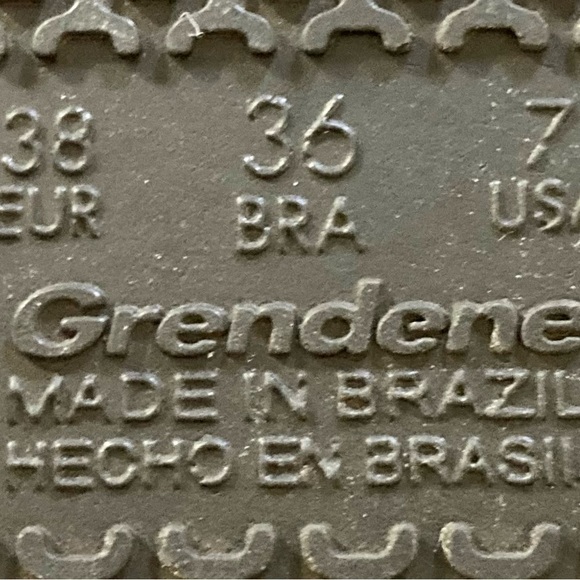 38 36 7
EUR BRA USA
Grendene
MADE IN BRAZIL
HECHO EN BRASIL